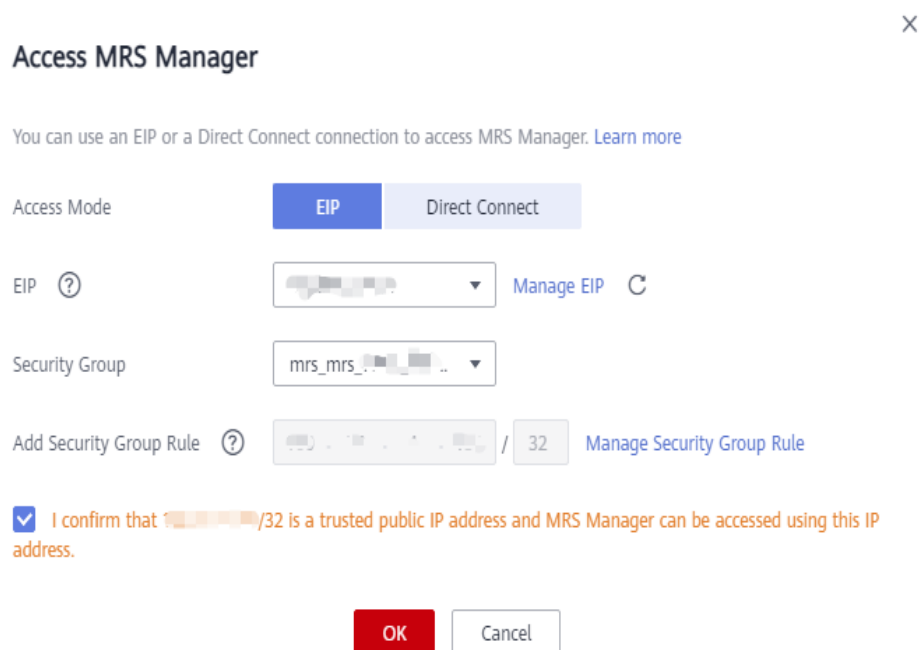 Access MRS Manager
You can use an EIP or a Direct Connect connection to access MRS Manager. Learn more
Access Mode
EIP
Direct Connect
EIP
Manage EIP
Security Group
mrs_mrs_
Add Security Group Rule
/ 32
Manage Security Group Rule
I confirm that /32 is a trusted public IP address and MRS Manager can be accessed using this IP
address.
OK
Cancel